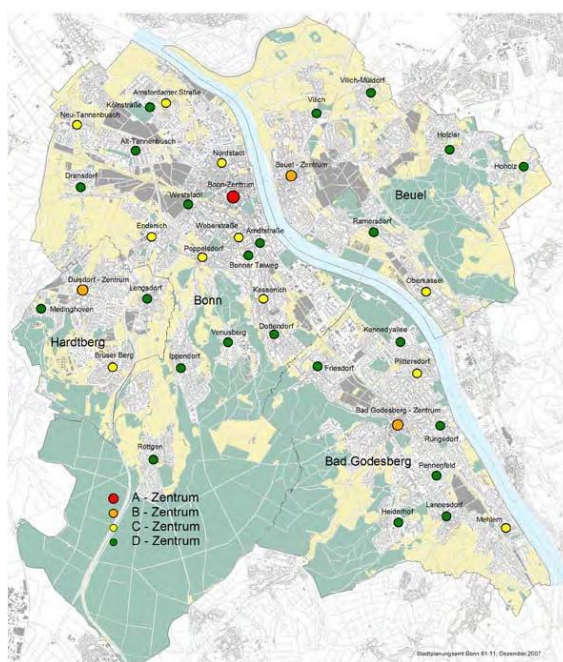 Amsterdamer Straße
Kölnstraße
Neu-Tannenbusch
Vilich-Müldorf
Vilich
Alt-Tannenbusch
Nordstadt
Holzlar
Hoholz
Beuel - Zentrum
Dransdorf
Bonn-Zentrum
Beuel
Weststadt
Endenich
Weberstraße
Arndtstraße
Ramersdorf
Poppelsdorf
Bonner Talweg
Duisdorf - Zentrum
Lengsdorf
Bonn
Kessenich
Oberkassel
Medinghoven
Hardtberg
Venusberg
Dottendorf
Kennedyallee
Brüser Berg
Ippendorf
Friesdorf
Plittersdorf
Bad Godesberg - Zentrum
Rüngsdorf
Röttgen
Bad Godesberg
Pennenfeld
A - Zentrum
B - Zentrum
C - Zentrum
D - Zentrum
Heiderhof
Lannesdorf
Mehlem
Stadtplanungsamt Bonn 61-11, Dezember 2007